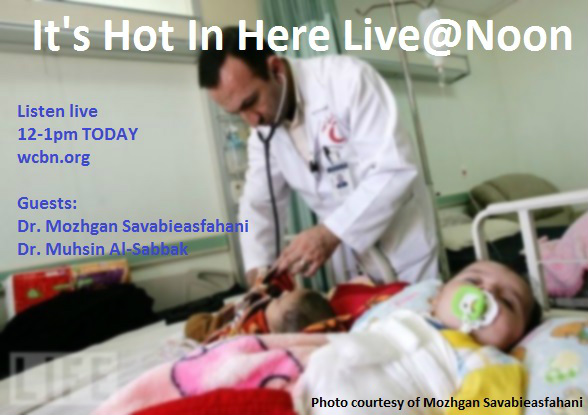 It's Hot In Here Live@Noon
Listen live
12-1pm TODAY
wcbn.org
Guests:
Dr. Mozhgan Savabieasfahani
Dr. Muhsin Al-Sabbak
LIFE
Photo courtesy of Mozhgan Savabieasfahani